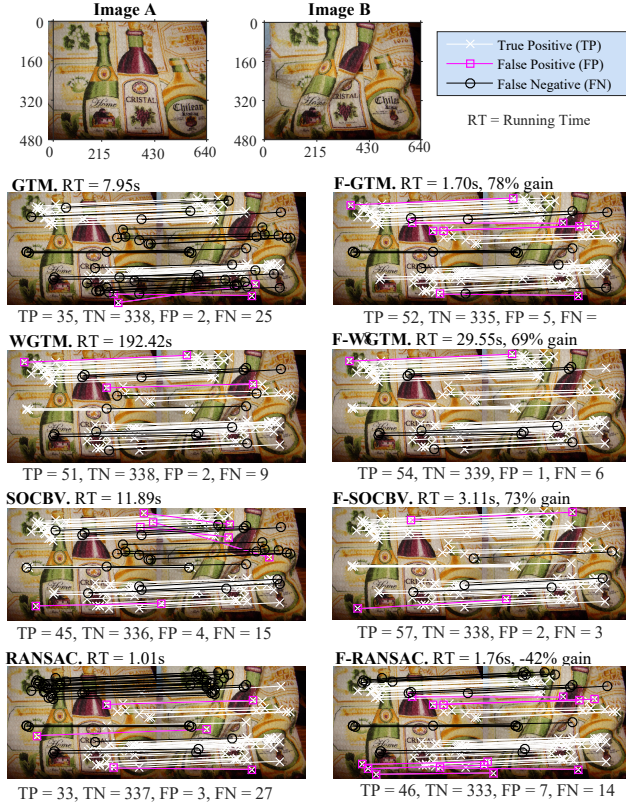 Image A
Image B
0
160
320
480
0
215
430
640
0
160
320
480
0
215
430
640
True Positive (TP)
False Positive (FP)
False Negative (FN)
RT = Running Time
GTM. RT = 7.95s
TP = 35, TN = 338, FP = 2, FN = 25
F-GTM. RT = 1.70s, 78% gain
TP = 52, TN = 335, FP = 5, FN =
WGTM. RT = 192.42s
TP = 51, TN = 338, FP = 2, FN = 9
F-WGTM. RT = 29.55s, 69% gain
TP = 54, TN = 339, FP = 1, FN = 6
SOCBV. RT = 11.89s
TP = 45, TN = 336, FP = 4, FN = 15
F-SOCBV. RT = 3.11s, 73% gain
TP = 57, TN = 338, FP = 2, FN = 3
RANSAC. RT = 1.01s
TP = 33, TN = 337, FP = 3, FN = 27
F-RANSAC. RT = 1.76s, -42% gain
TP = 46, TN = 333, FP = 7, FN = 14
Home
CRISTAL
Chilean
CRISTAL
Chilean